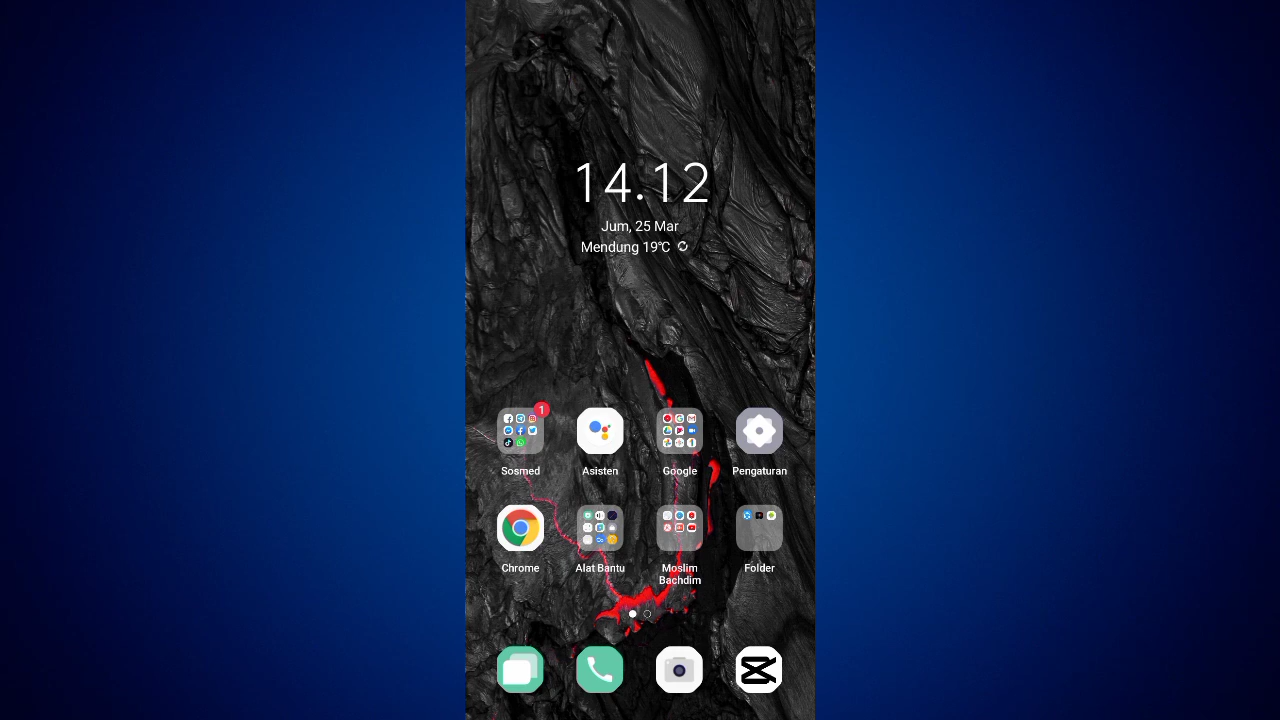 14.12
Jum, 25 Mar
Mendung 19°C
1
Sosmed
Asisten
Google
Pengaturan
Chrome
Alat Bantu
Moslim
Bachdim
Folder